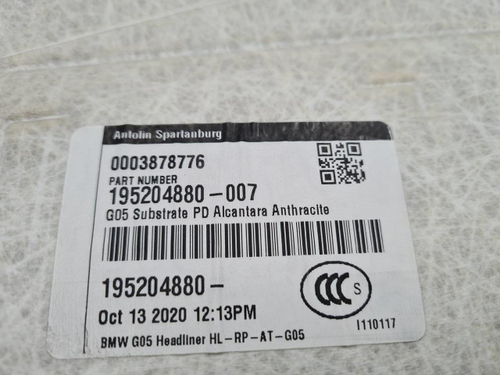 Antolin Spartanburg
0003878776
PART NUMBER
195204880-007
G05 Substrate PD Alcantara Anthracite
195204880-
CCC S
Oct 13 2020 12:13PM
I110117
BMW G05 Headliner HL-RP-AT-G05